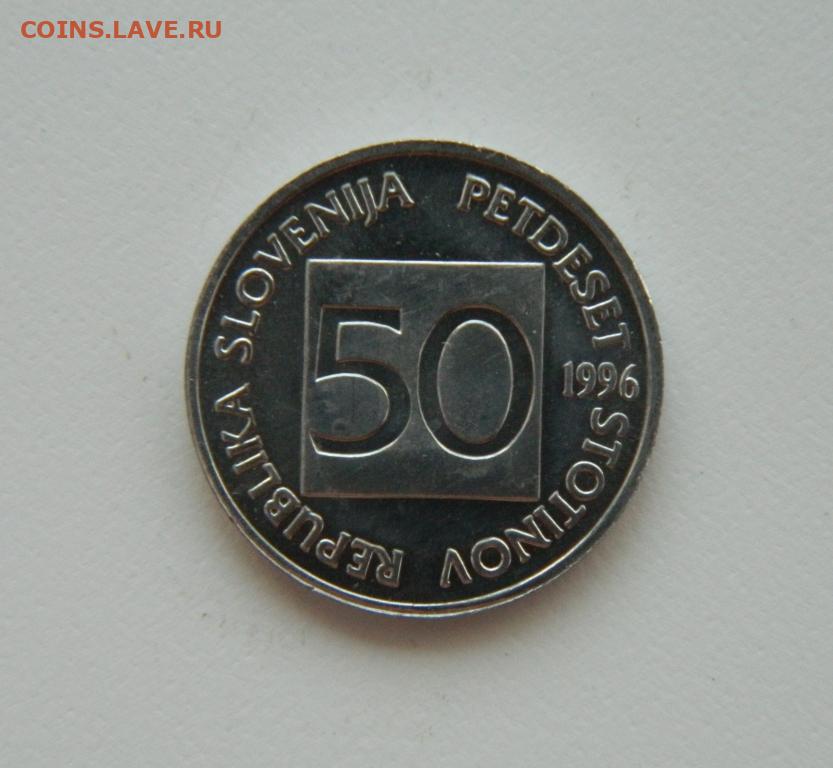 COINS.LAVE.RU
REPUBLIKA SLOVENIJA
PETDESET STOTINOV
50
1996